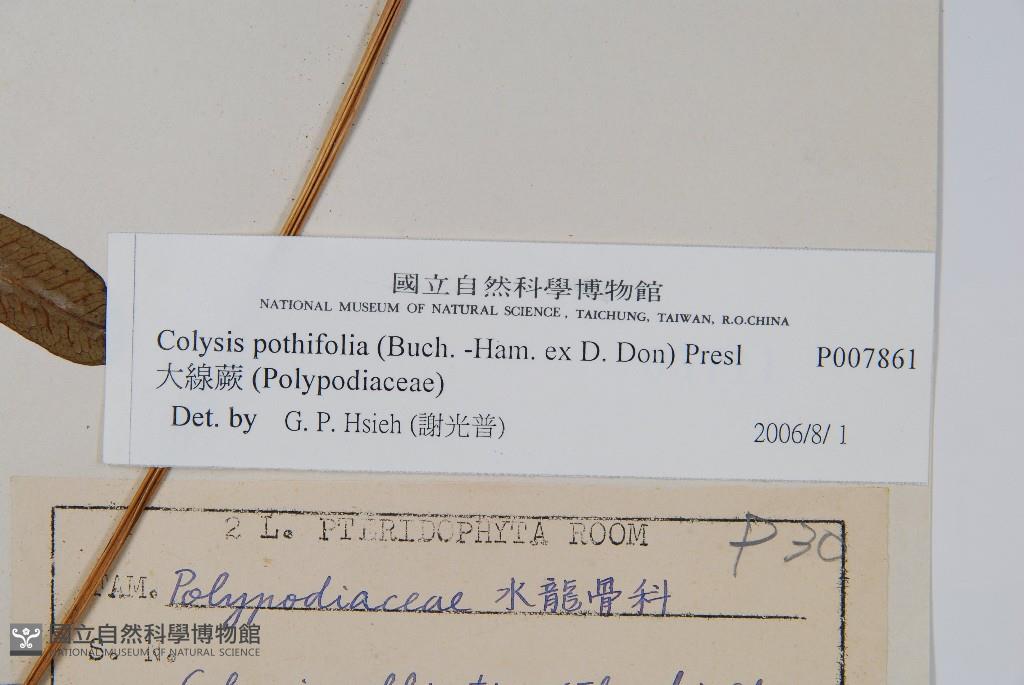 國立自然科學博物館
NATIONAL MUSEUM OF NATURAL SCIENCE, TAICHUNG, TAIWAN, R.O.CHINA
Colysis pothifolia (Buch. -Ham. ex D. Don) Presl P007861
大線蕨 (Polypodiaceae)
Det. by G. P. Hsieh (謝光普) 2006/8/ 1
2 L. PTERIDOPHYTA ROOM P30
FAM. Polypodiaceae 水龍骨科
S. N.
國立自然科學博物館
NATIONAL MUSEUM OF NATURAL SCIENCE